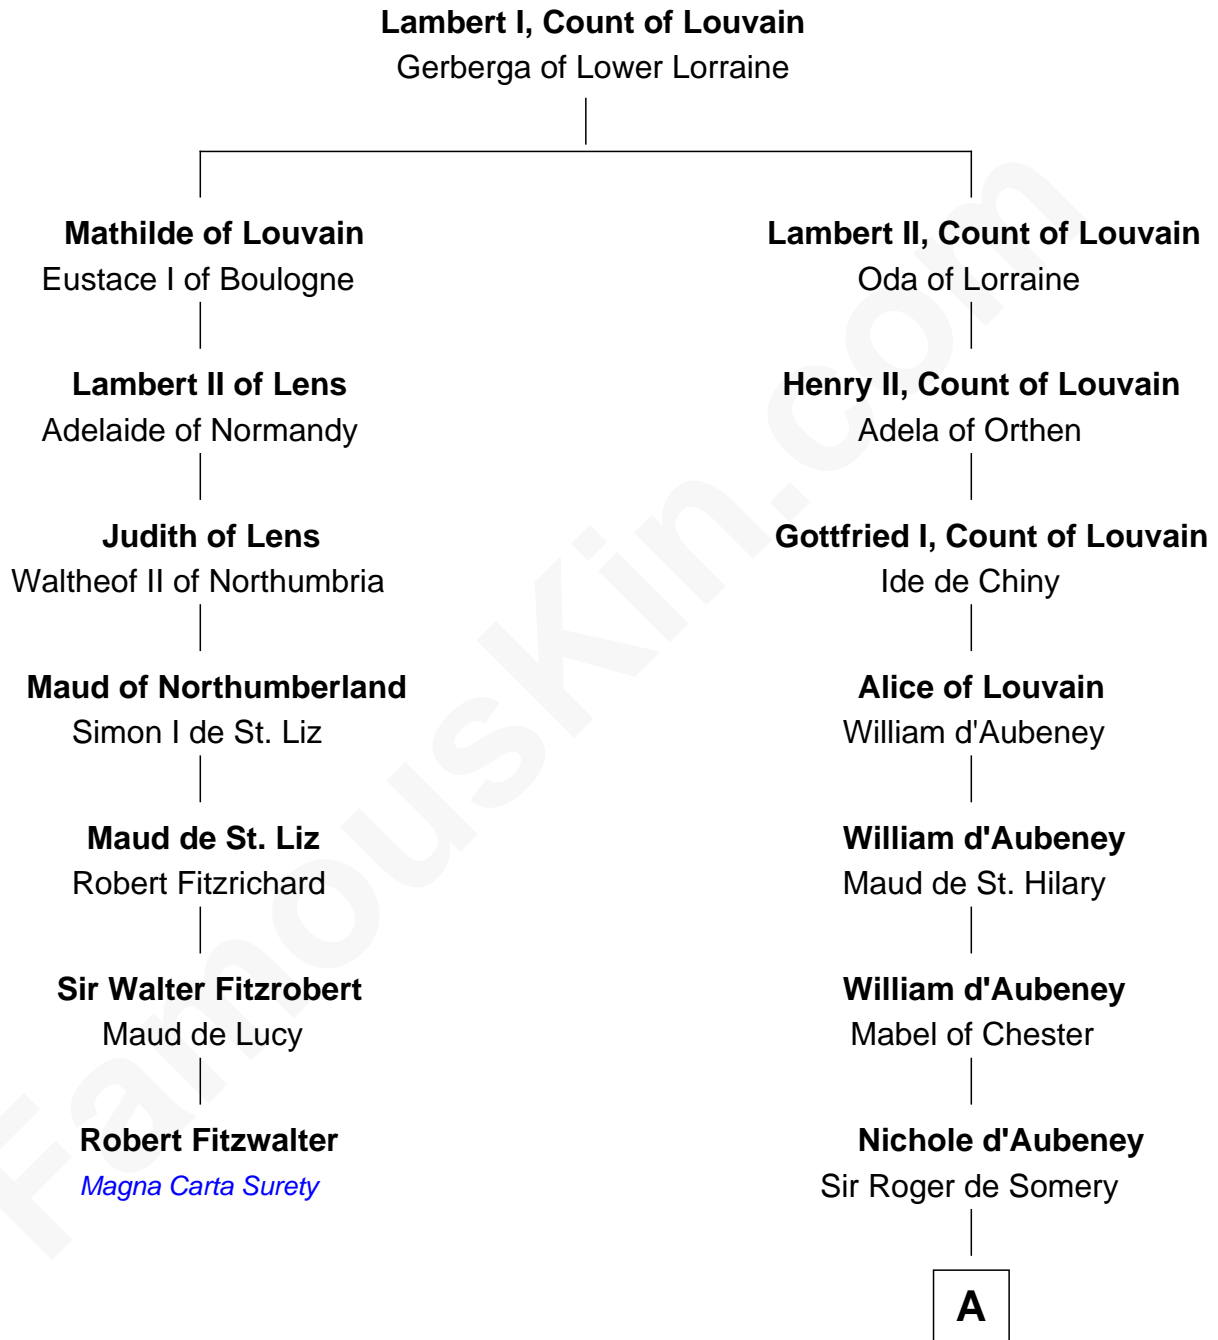 Lambert I, Count of Louvain
Gerberga of Lower Lorraine
Mathilde of Louvain
Eustace I of Boulogne
Lambert II, Count of Louvain
Oda of Lorraine
Lambert II of Lens
Adelaide of Normandy
Henry II, Count of Louvain
Adela of Orthen
Judith of Lens
Waltheof II of Northumbria
Gottfried I, Count of Louvain
Ide de Chiny
Maud of Northumberland
Simon I de St. Liz
Alice of Louvain
William d'Aubeney
Maud de St. Liz
Robert Fitzrichard
William d'Aubeney
Maud de St. Hilary
Sir Walter Fitzrobert
Maud de Lucy
William d'Aubeney
Mabel of Chester
Robert Fitzwalter
Magna Carta Surety
Nichole d'Aubeney
Sir Roger de Somery
A
FamousKin.com